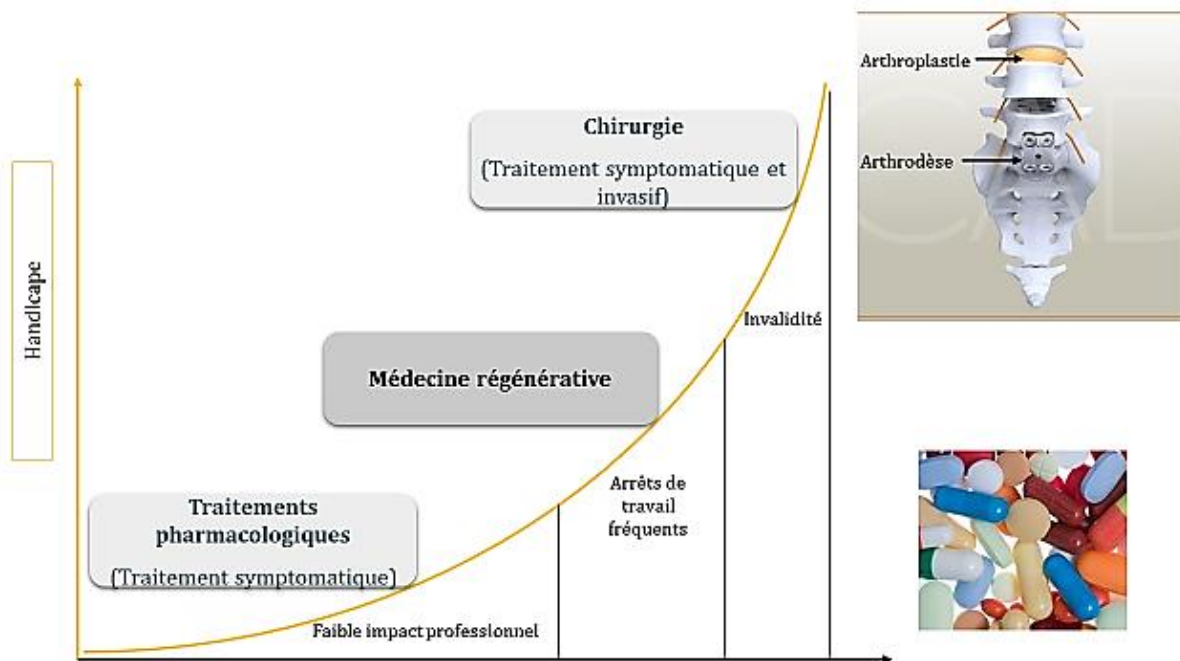 Arthroplastie
Arthrodèse
Handicape
Chirurgie
(Traitement symptomatique et
invasif)
Invalidité
Médecine régénérative
Arrêts de
travail
fréquents
Traitements
pharmacologiques
(Traitement symptomatique)
Faible impact professionnel